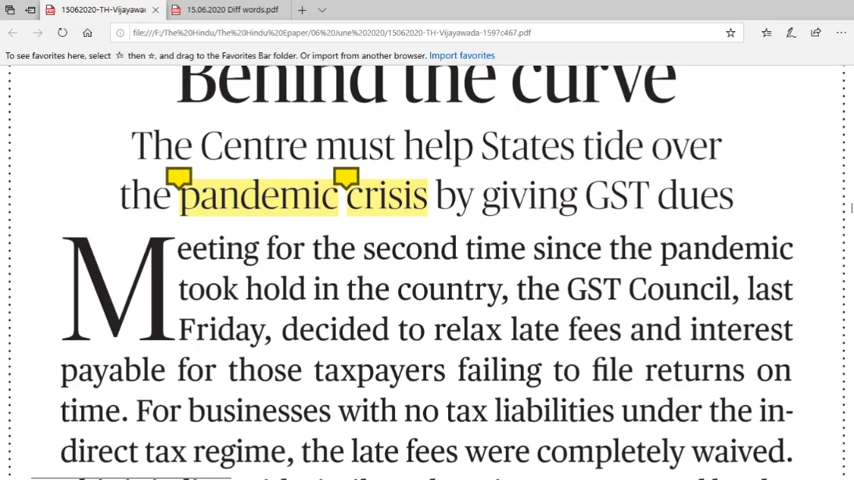 15062020-TH-Vijayawac
15.06.2020 Diff words.pdf
file:///F:/The%20Hindu/The%20Hindu%20Epaper/06%20June%202020/15062020-TH-Vijayawada-1597c467.pdf
To see favorites here, select ☆ then ☆, and drag to the Favorites Bar folder. Or import from another browser. Import favorites
Behind the curve
The Centre must help States tide over
the pandemic crisis by giving GST dues
Meeting for the second time since the pandemic
took hold in the country, the GST Council, last
Friday, decided to relax late fees and interest
payable for those taxpayers failing to file returns on
time. For businesses with no tax liabilities under the in-
direct tax regime, the late fees were completely waived.